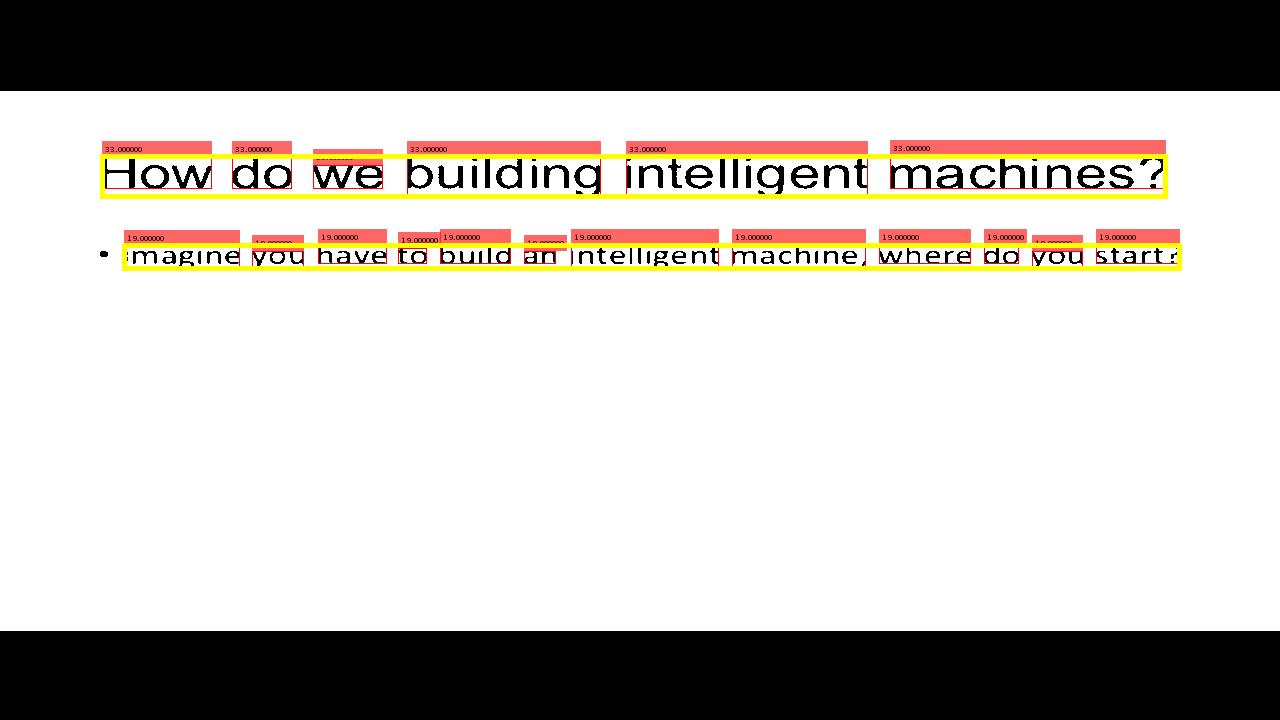 33.000000 33.000000 33.000000 33.000000 33.000000
How do we building intelligent machines?
19.000000 19.000000 19.000000 19.000000 19.000000 19.000000 19.000000 19.000000 19.000000
• imagine you have to build an intelligent machine, where do you start?